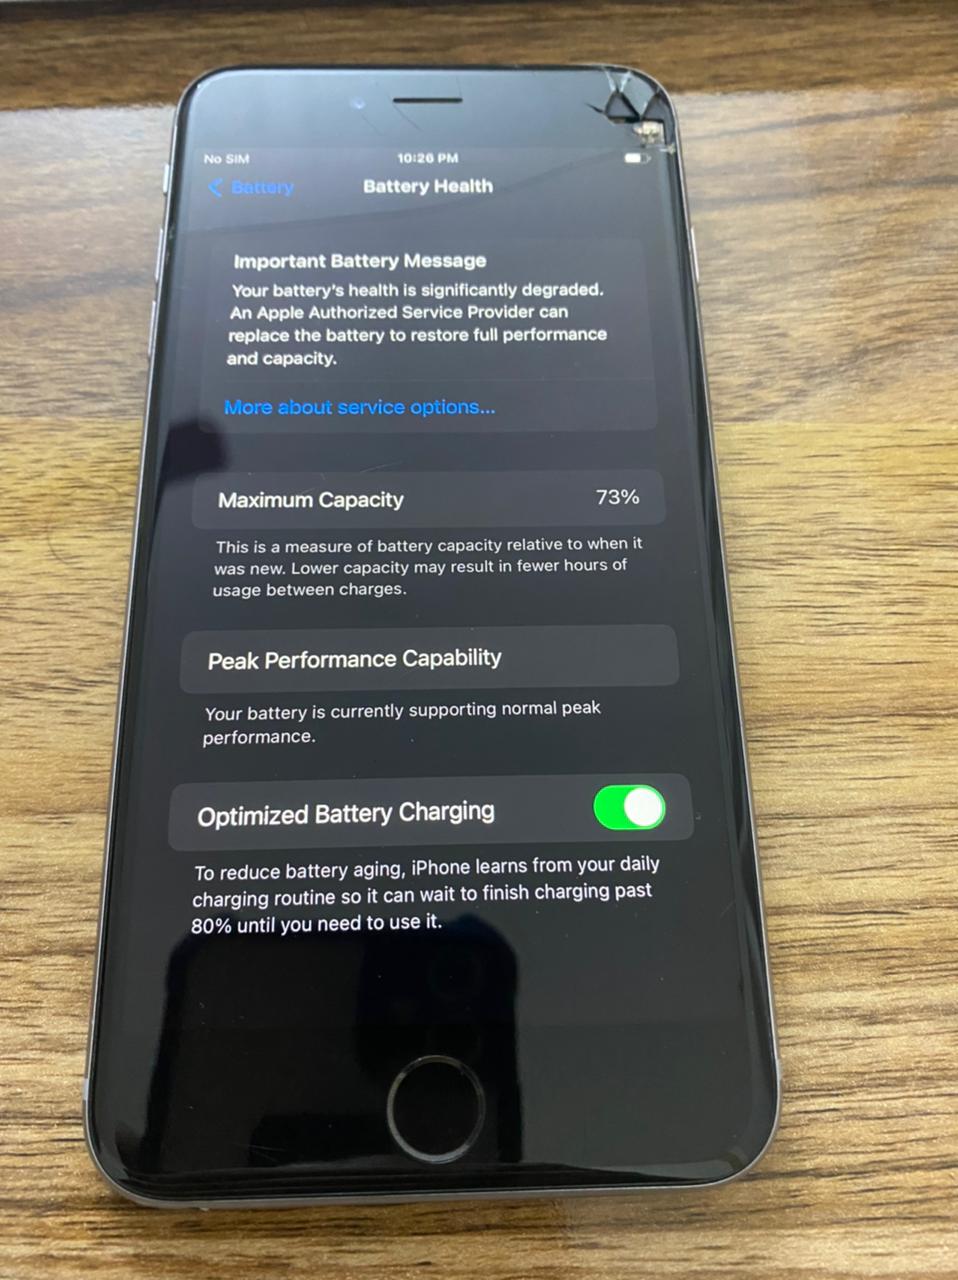 No SIM 10:26 PM
Battery Battery Health
Important Battery Message
Your battery's health is significantly degraded.
An Apple Authorized Service Provider can
replace the battery to restore full performance
and capacity.
More about service options...
Maximum Capacity 73%
This is a measure of battery capacity relative to when it
was new. Lower capacity may result in fewer hours of
usage between charges.
Peak Performance Capability
Your battery is currently supporting normal peak
performance.
Optimized Battery Charging
To reduce battery aging, iPhone learns from your daily
charging routine so it can wait to finish charging past
80% until you need to use it.